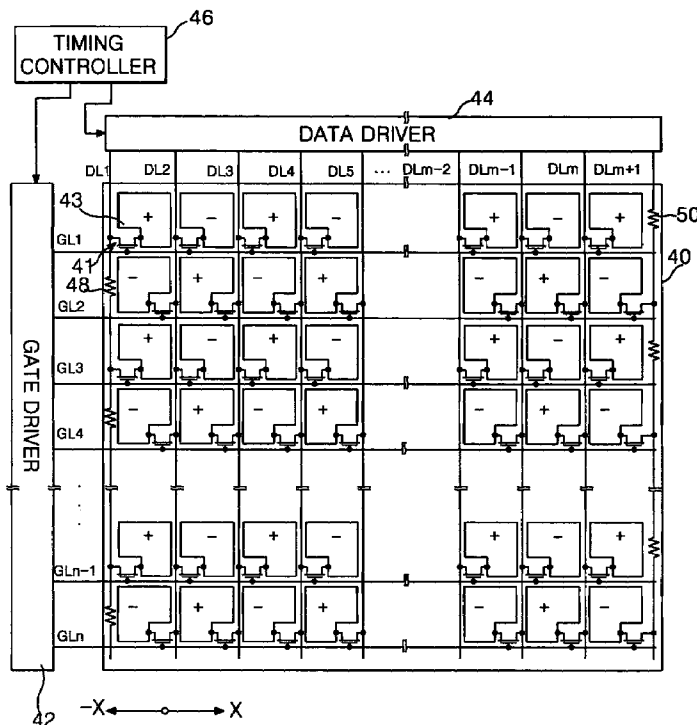 46
TIMING
CONTROLLER
44
DATA DRIVER
DL1 DL2 DL3 DL4 DL5 ... DLm-2 DLm-1 DLm DLm+1
43 + - + - + - + 50
GL1
41
40
48 - + - + - + -
GL2
+ - + - + - +
GL3
- + - + - + -
GL4
GATE DRIVER
+ - + - + - +
GLn-1
- + - + - + -
GLn
42
-X X